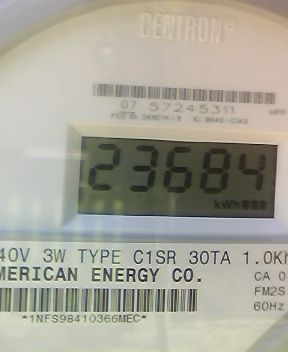 CENTRON®
07 57245311
23684
kWh
40V 3W TYPE C1SR 30TA 1.0Kh
MERICAN ENERGY CO.
CA 0
FM2S
60Hz
*1NFS98410366MEC*